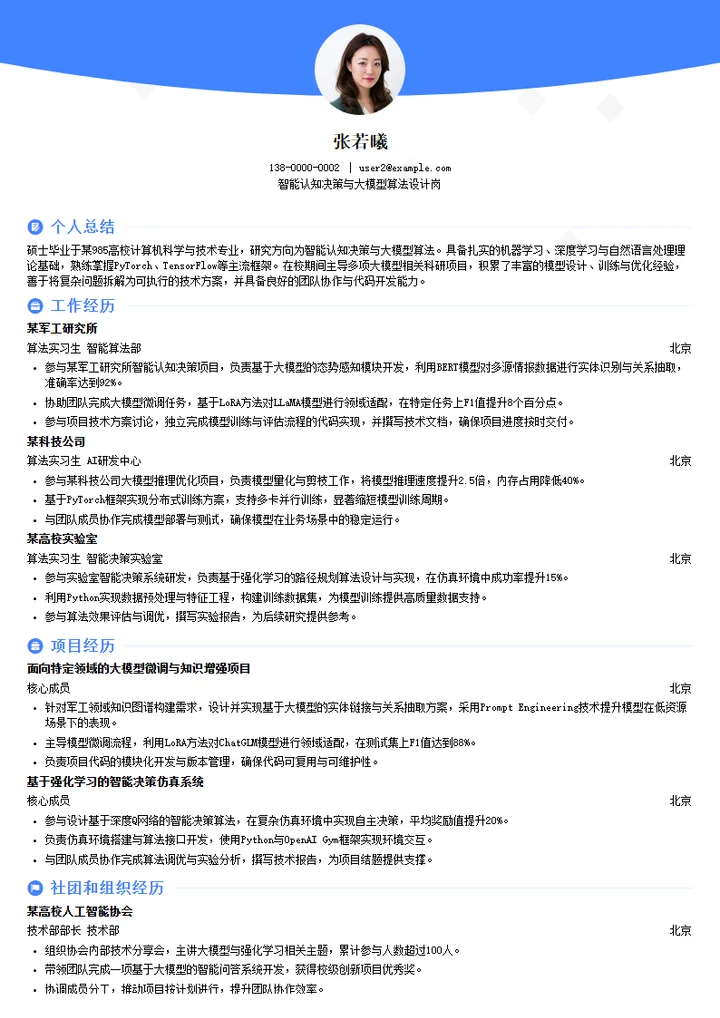 张若曦
138-0000-0002 | user2@example.com
智能认知决策与大模型算法设计岗
个人总结
硕士毕业于某985高校计算机科学与技术专业，研究方向为智能认知决策与大模型算法。具备扎实的机器学习、深度学习与自然语言处理理
论基础，熟练掌握PyTorch、TensorFlow等主流框架。在校期间主导多项大模型相关科研项目，积累了丰富的模型设计、训练与优化经验，
善于将复杂问题拆解为可执行的技术方案，并具备良好的团队协作与代码开发能力。
工作经历
某军工研究所
算法实习生 智能算法部 北京
• 参与某军工研究所智能认知决策项目，负责基于大模型的态势感知模块开发，利用BERT模型对多源情报数据进行实体识别与关系抽取，
准确率达到92%。
• 协助团队完成大模型微调任务，基于LoRA方法对LLaMA模型进行领域适配，在特定任务上F1值提升8个百分点。
• 参与项目技术方案讨论，独立完成模型训练与评估流程的代码实现，并撰写技术文档，确保项目进度按时交付。
某科技公司
算法实习生 AI研发中心 北京
• 参与某科技公司大模型推理优化项目，负责模型量化与剪枝工作，将模型推理速度提升2.5倍，内存占用降低40%。
• 基于PyTorch框架实现分布式训练方案，支持多卡并行训练，显著缩短模型训练周期。
• 与团队成员协作完成模型部署与测试，确保模型在业务场景中的稳定运行。
某高校实验室
算法实习生 智能决策实验室 北京
• 参与实验室智能决策系统研发，负责基于强化学习的路径规划算法设计与实现，在仿真环境中成功率提升15%。
• 利用Python实现数据预处理与特征工程，构建训练数据集，为模型训练提供高质量数据支持。
• 参与算法效果评估与调优，撰写实验报告，为后续研究提供参考。
项目经历
面向特定领域的大模型微调与知识增强项目
核心成员 北京
• 针对军工领域知识图谱构建需求，设计并实现基于大模型的实体链接与关系抽取方案，采用Prompt Engineering技术提升模型在低资源
场景下的表现。
• 主导模型微调流程，利用LoRA方法对ChatGLM模型进行领域适配，在测试集上F1值达到88%。
• 负责项目代码的模块化开发与版本管理，确保代码可复用与可维护性。
基于强化学习的智能决策仿真系统
核心成员 北京
• 参与设计基于深度Q网络的智能决策算法，在复杂仿真环境中实现自主决策，平均奖励值提升20%。
• 负责仿真环境搭建与算法接口开发，使用Python与OpenAI Gym框架实现环境交互。
• 与团队成员协作完成算法调优与实验分析，撰写技术报告，为项目结题提供支撑。
社团和组织经历
某高校人工智能协会
技术部部长 技术部 北京
• 组织协会内部技术分享会，主讲大模型与强化学习相关主题，累计参与人数超过100人。
• 带领团队完成一项基于大模型的智能问答系统开发，获得校级创新项目优秀奖。
• 协调成员分工，推动项目按计划进行，提升团队协作效率。